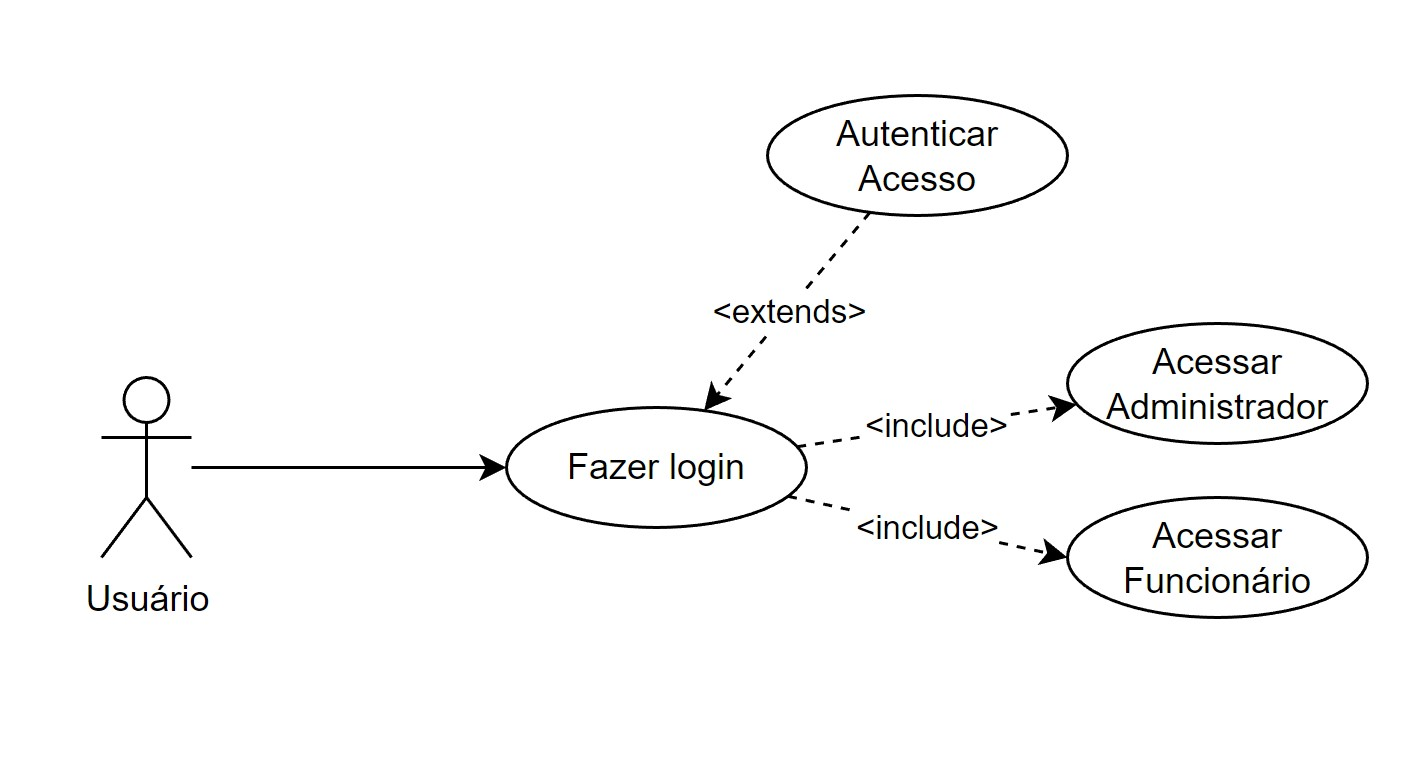 Autenticar
Acesso
<extends>
Acessar
Administrador
<include>
Fazer login
<include>
Acessar
Funcionário
Usuário